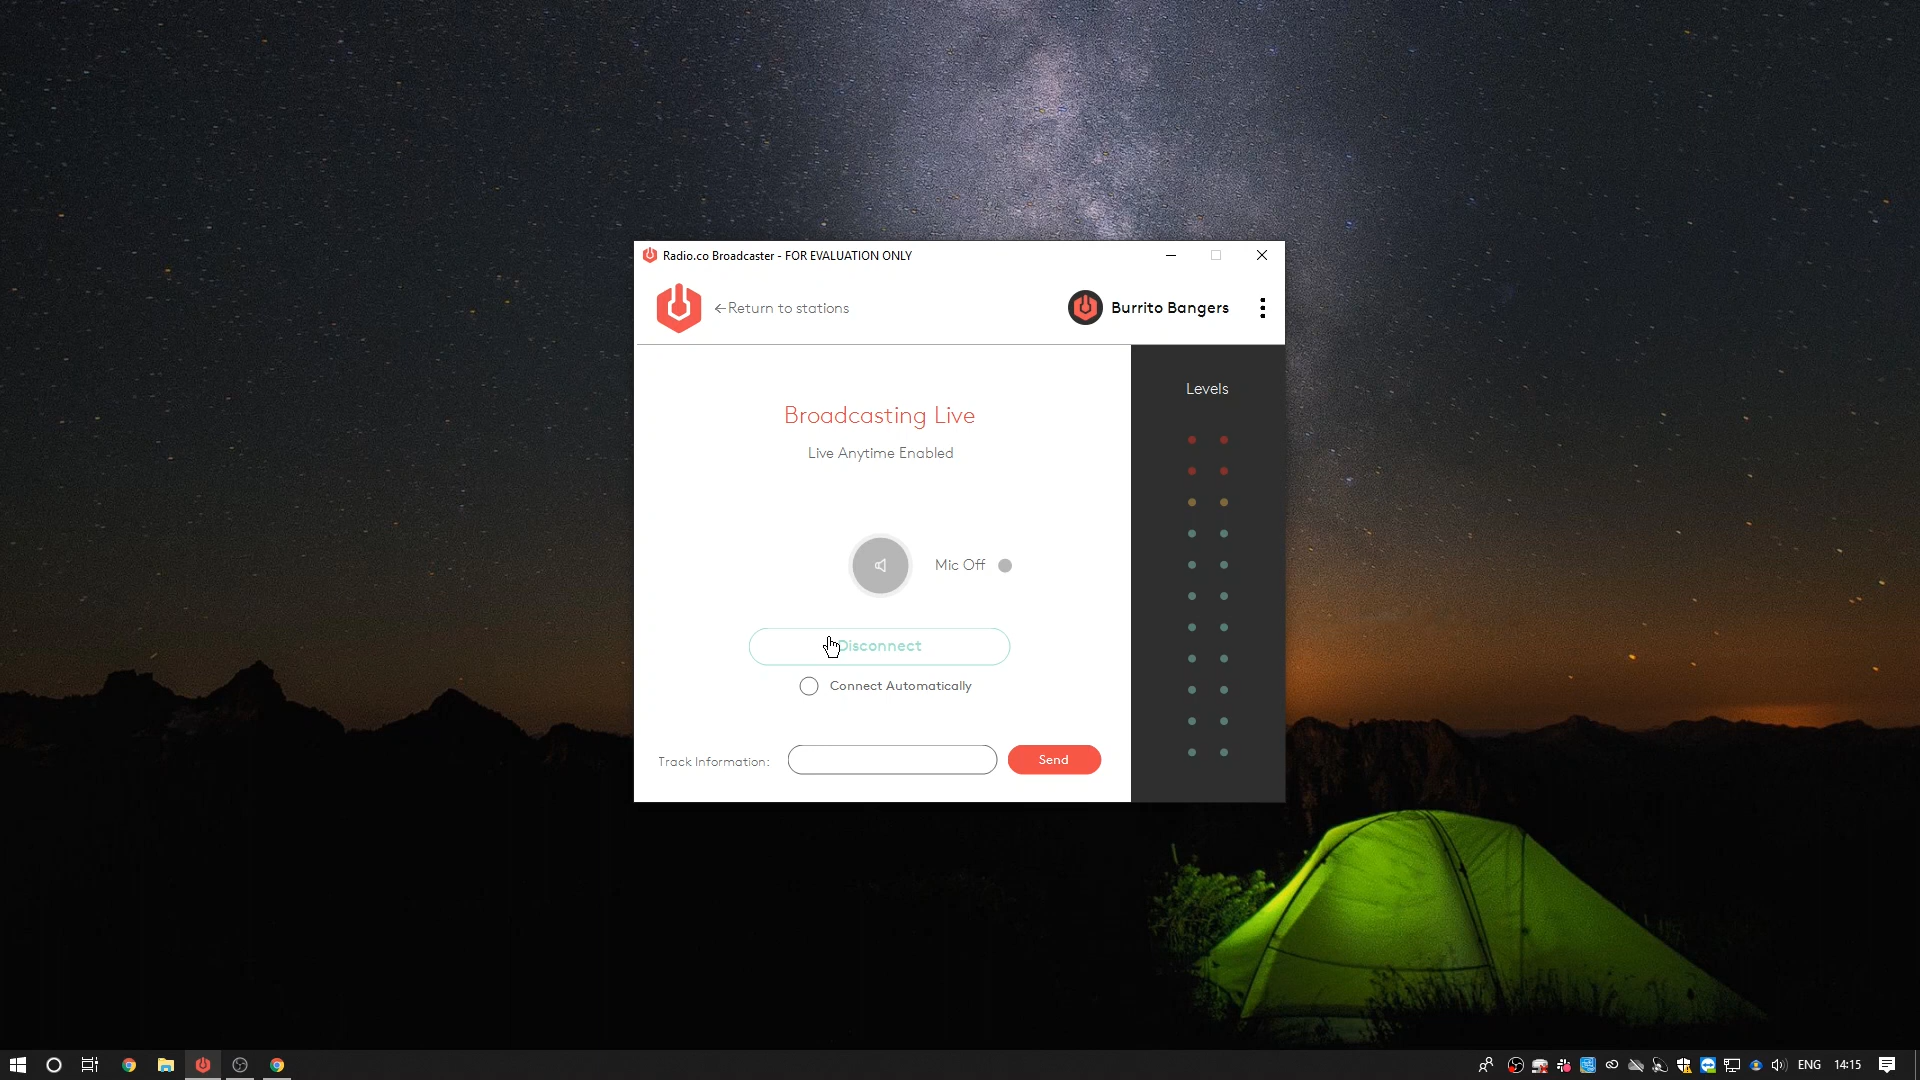 Radio.co Broadcaster - FOR EVALUATION ONLY
←Return to stations
Burrito Bangers
Levels
Broadcasting Live
Live Anytime Enabled
Mic Off
Disconnect
Connect Automatically
Track Information:
Send
ENG
14:15